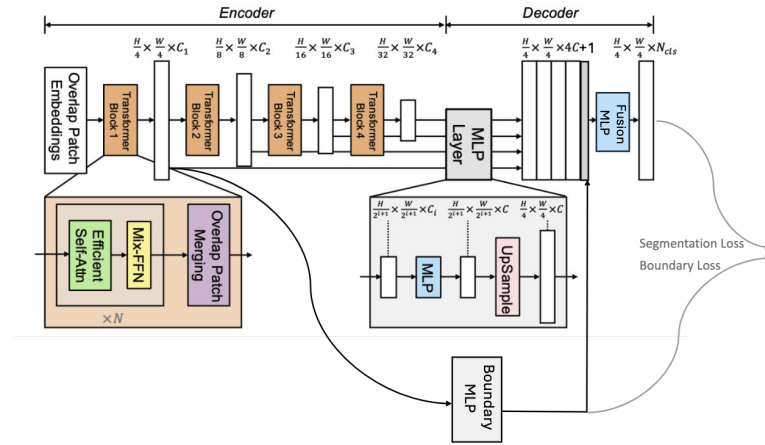 Encoder
Decoder
H/4 × W/4 × C₁
H/8 × W/8 × C₂
H/16 × W/16 × C₃
H/32 × W/32 × C₄
H/4 × W/4 × 4C+1
H/4 × W/4 × N_cls
Overlap Patch
Embeddings
Transformer
Block 1
Transformer
Block 2
Transformer
Block 3
Transformer
Block 4
MLP
Layer
Fusion
MLP
Efficient
Self-Attn
Mix-FFN
Overlap Patch
Merging
×N
H/2^{i+1} × W/2^{i+1} × C_i
H/2^{i+1} × W/2^{i+1} × C
H/4 × W/4 × C
MLP
UpSample
Segmentation Loss
Boundary Loss
Boundary
MLP